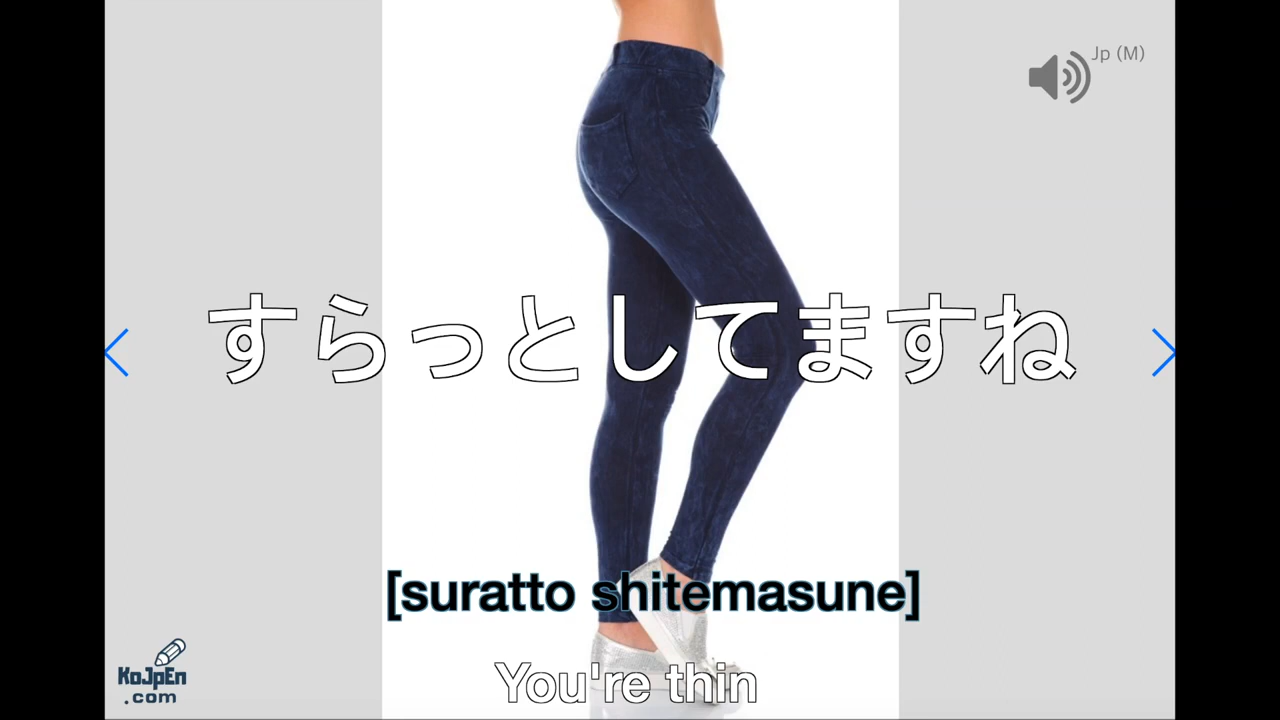 Jp (M)
すらっとしてますね
[suratto shitemasune]
You're thin
KoJpEn
.com